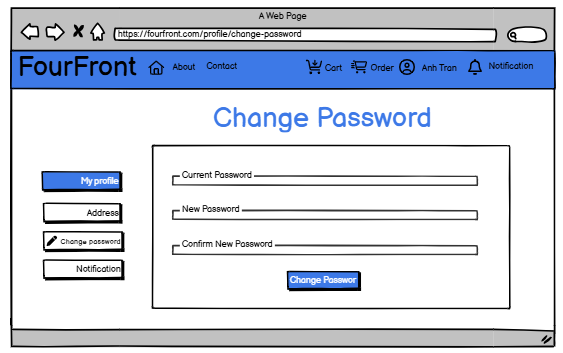 A Web Page
https://fourfront.com/profile/change-password
FourFront About Contact Cart Order Anh Tran Notification
Change Password
My profile
Address
Change password
Notification
Current Password
New Password
Confirm New Password
Change Passwor